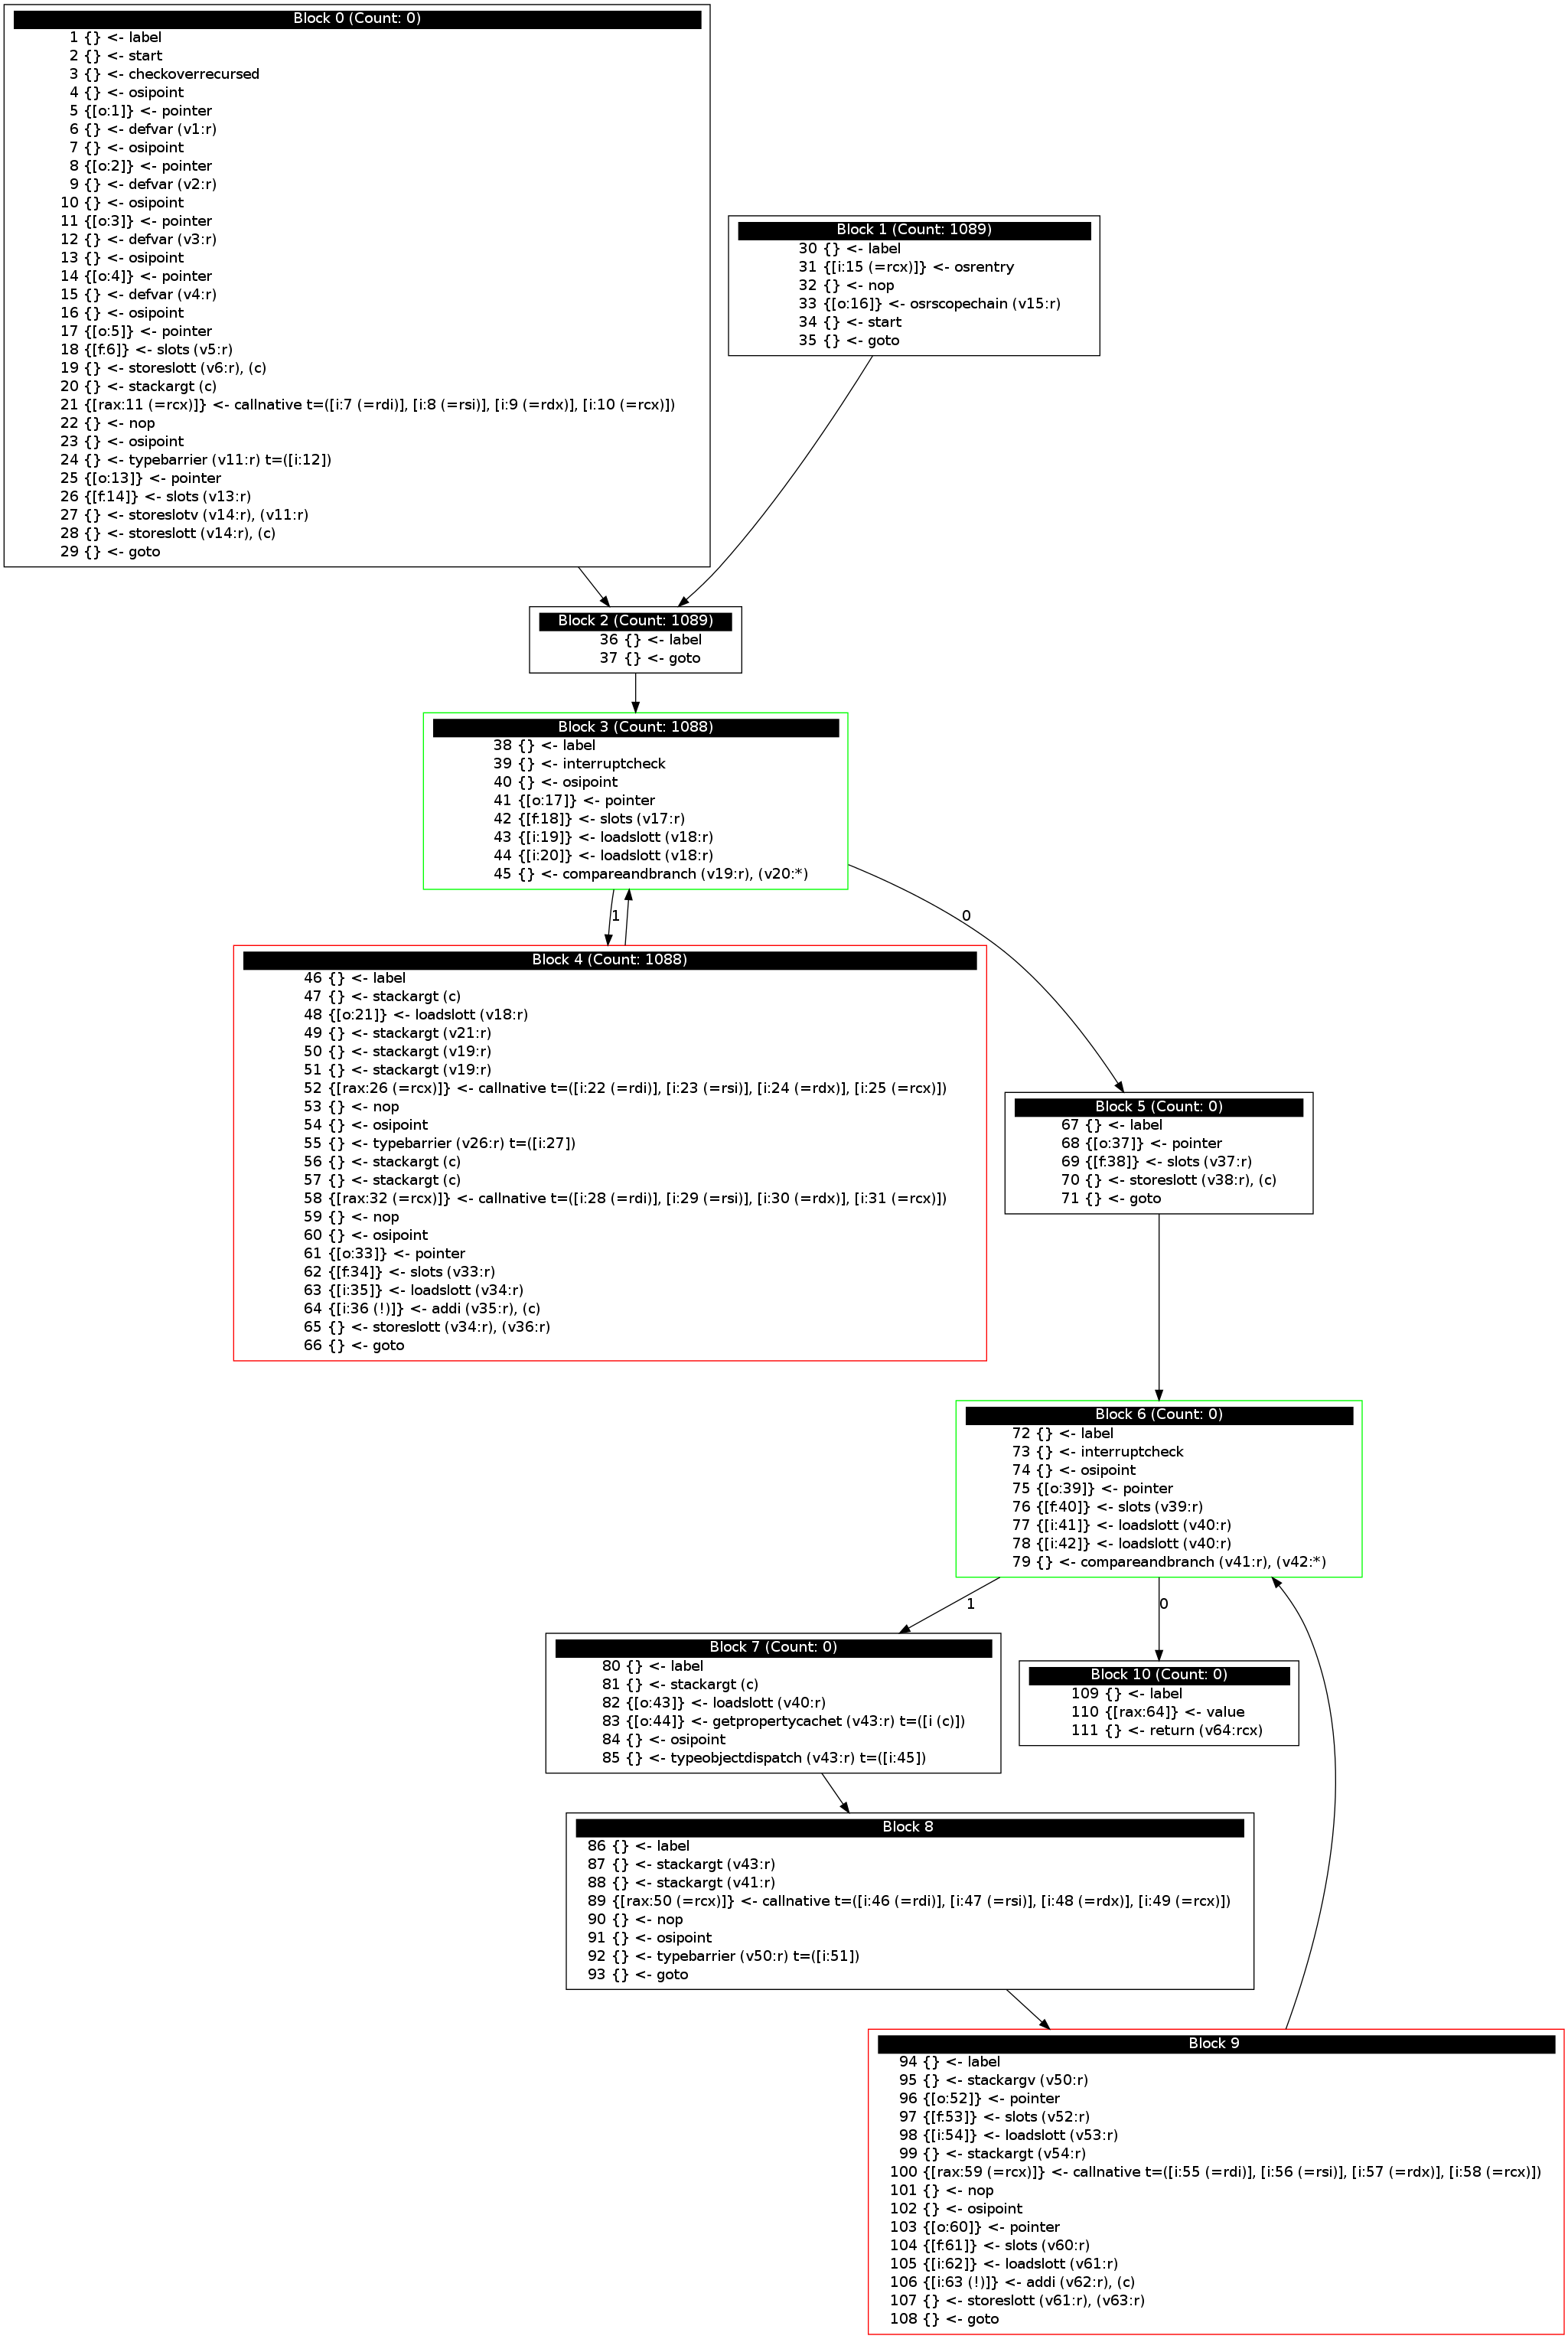 Block 0 (Count: 0)
1 {} <- label
2 {} <- start
3 {} <- checkoverrecursed
4 {} <- osipoint
5 {[o:1]} <- pointer
6 {} <- defvar (v1:r)
7 {} <- osipoint
8 {[o:2]} <- pointer
9 {} <- defvar (v2:r)
10 {} <- osipoint
11 {[o:3]} <- pointer
12 {} <- defvar (v3:r)
13 {} <- osipoint
14 {[o:4]} <- pointer
15 {} <- defvar (v4:r)
16 {} <- osipoint
17 {[o:5]} <- pointer
18 {[f:6]} <- slots (v5:r)
19 {} <- storeslott (v6:r), (c)
20 {} <- stackargt (c)
21 {[rax:11 (=rcx)]} <- callnative t=([i:7 (=rdi)], [i:8 (=rsi)], [i:9 (=rdx)], [i:10 (=rcx)])
22 {} <- nop
23 {} <- osipoint
24 {} <- typebarrier (v11:r) t=([i:12])
25 {[o:13]} <- pointer
26 {[f:14]} <- slots (v13:r)
27 {} <- storeslotv (v14:r), (v11:r)
28 {} <- storeslott (v14:r), (c)
29 {} <- goto
Block 1 (Count: 1089)
30 {} <- label
31 {[i:15 (=rcx)]} <- osrentry
32 {} <- nop
33 {[o:16]} <- osrscopechain (v15:r)
34 {} <- start
35 {} <- goto
Block 2 (Count: 1089)
36 {} <- label
37 {} <- goto
Block 3 (Count: 1088)
38 {} <- label
39 {} <- interruptcheck
40 {} <- osipoint
41 {[o:17]} <- pointer
42 {[f:18]} <- slots (v17:r)
43 {[i:19]} <- loadslott (v18:r)
44 {[i:20]} <- loadslott (v18:r)
45 {} <- compareandbranch (v19:r), (v20:*)
1
0
Block 4 (Count: 1088)
46 {} <- label
47 {} <- stackargt (c)
48 {[o:21]} <- loadslott (v18:r)
49 {} <- stackargt (v21:r)
50 {} <- stackargt (v19:r)
51 {} <- stackargt (v19:r)
52 {[rax:26 (=rcx)]} <- callnative t=([i:22 (=rdi)], [i:23 (=rsi)], [i:24 (=rdx)], [i:25 (=rcx)])
53 {} <- nop
54 {} <- osipoint
55 {} <- typebarrier (v26:r) t=([i:27])
56 {} <- stackargt (c)
57 {} <- stackargt (c)
58 {[rax:32 (=rcx)]} <- callnative t=([i:28 (=rdi)], [i:29 (=rsi)], [i:30 (=rdx)], [i:31 (=rcx)])
59 {} <- nop
60 {} <- osipoint
61 {[o:33]} <- pointer
62 {[f:34]} <- slots (v33:r)
63 {[i:35]} <- loadslott (v34:r)
64 {[i:36 (!)]} <- addi (v35:r), (c)
65 {} <- storeslott (v34:r), (v36:r)
66 {} <- goto
Block 5 (Count: 0)
67 {} <- label
68 {[o:37]} <- pointer
69 {[f:38]} <- slots (v37:r)
70 {} <- storeslott (v38:r), (c)
71 {} <- goto
Block 6 (Count: 0)
72 {} <- label
73 {} <- interruptcheck
74 {} <- osipoint
75 {[o:39]} <- pointer
76 {[f:40]} <- slots (v39:r)
77 {[i:41]} <- loadslott (v40:r)
78 {[i:42]} <- loadslott (v40:r)
79 {} <- compareandbranch (v41:r), (v42:*)
1
0
Block 7 (Count: 0)
80 {} <- label
81 {} <- stackargt (c)
82 {[o:43]} <- loadslott (v40:r)
83 {[o:44]} <- getpropertycachet (v43:r) t=([i (c)])
84 {} <- osipoint
85 {} <- typeobjectdispatch (v43:r) t=([i:45])
Block 10 (Count: 0)
109 {} <- label
110 {[rax:64]} <- value
111 {} <- return (v64:rcx)
Block 8
86 {} <- label
87 {} <- stackargt (v43:r)
88 {} <- stackargt (v41:r)
89 {[rax:50 (=rcx)]} <- callnative t=([i:46 (=rdi)], [i:47 (=rsi)], [i:48 (=rdx)], [i:49 (=rcx)])
90 {} <- nop
91 {} <- osipoint
92 {} <- typebarrier (v50:r) t=([i:51])
93 {} <- goto
Block 9
94 {} <- label
95 {} <- stackargv (v50:r)
96 {[o:52]} <- pointer
97 {[f:53]} <- slots (v52:r)
98 {[i:54]} <- loadslott (v53:r)
99 {} <- stackargt (v54:r)
100 {[rax:59 (=rcx)]} <- callnative t=([i:55 (=rdi)], [i:56 (=rsi)], [i:57 (=rdx)], [i:58 (=rcx)])
101 {} <- nop
102 {} <- osipoint
103 {[o:60]} <- pointer
104 {[f:61]} <- slots (v60:r)
105 {[i:62]} <- loadslott (v61:r)
106 {[i:63 (!)]} <- addi (v62:r), (c)
107 {} <- storeslott (v61:r), (v63:r)
108 {} <- goto